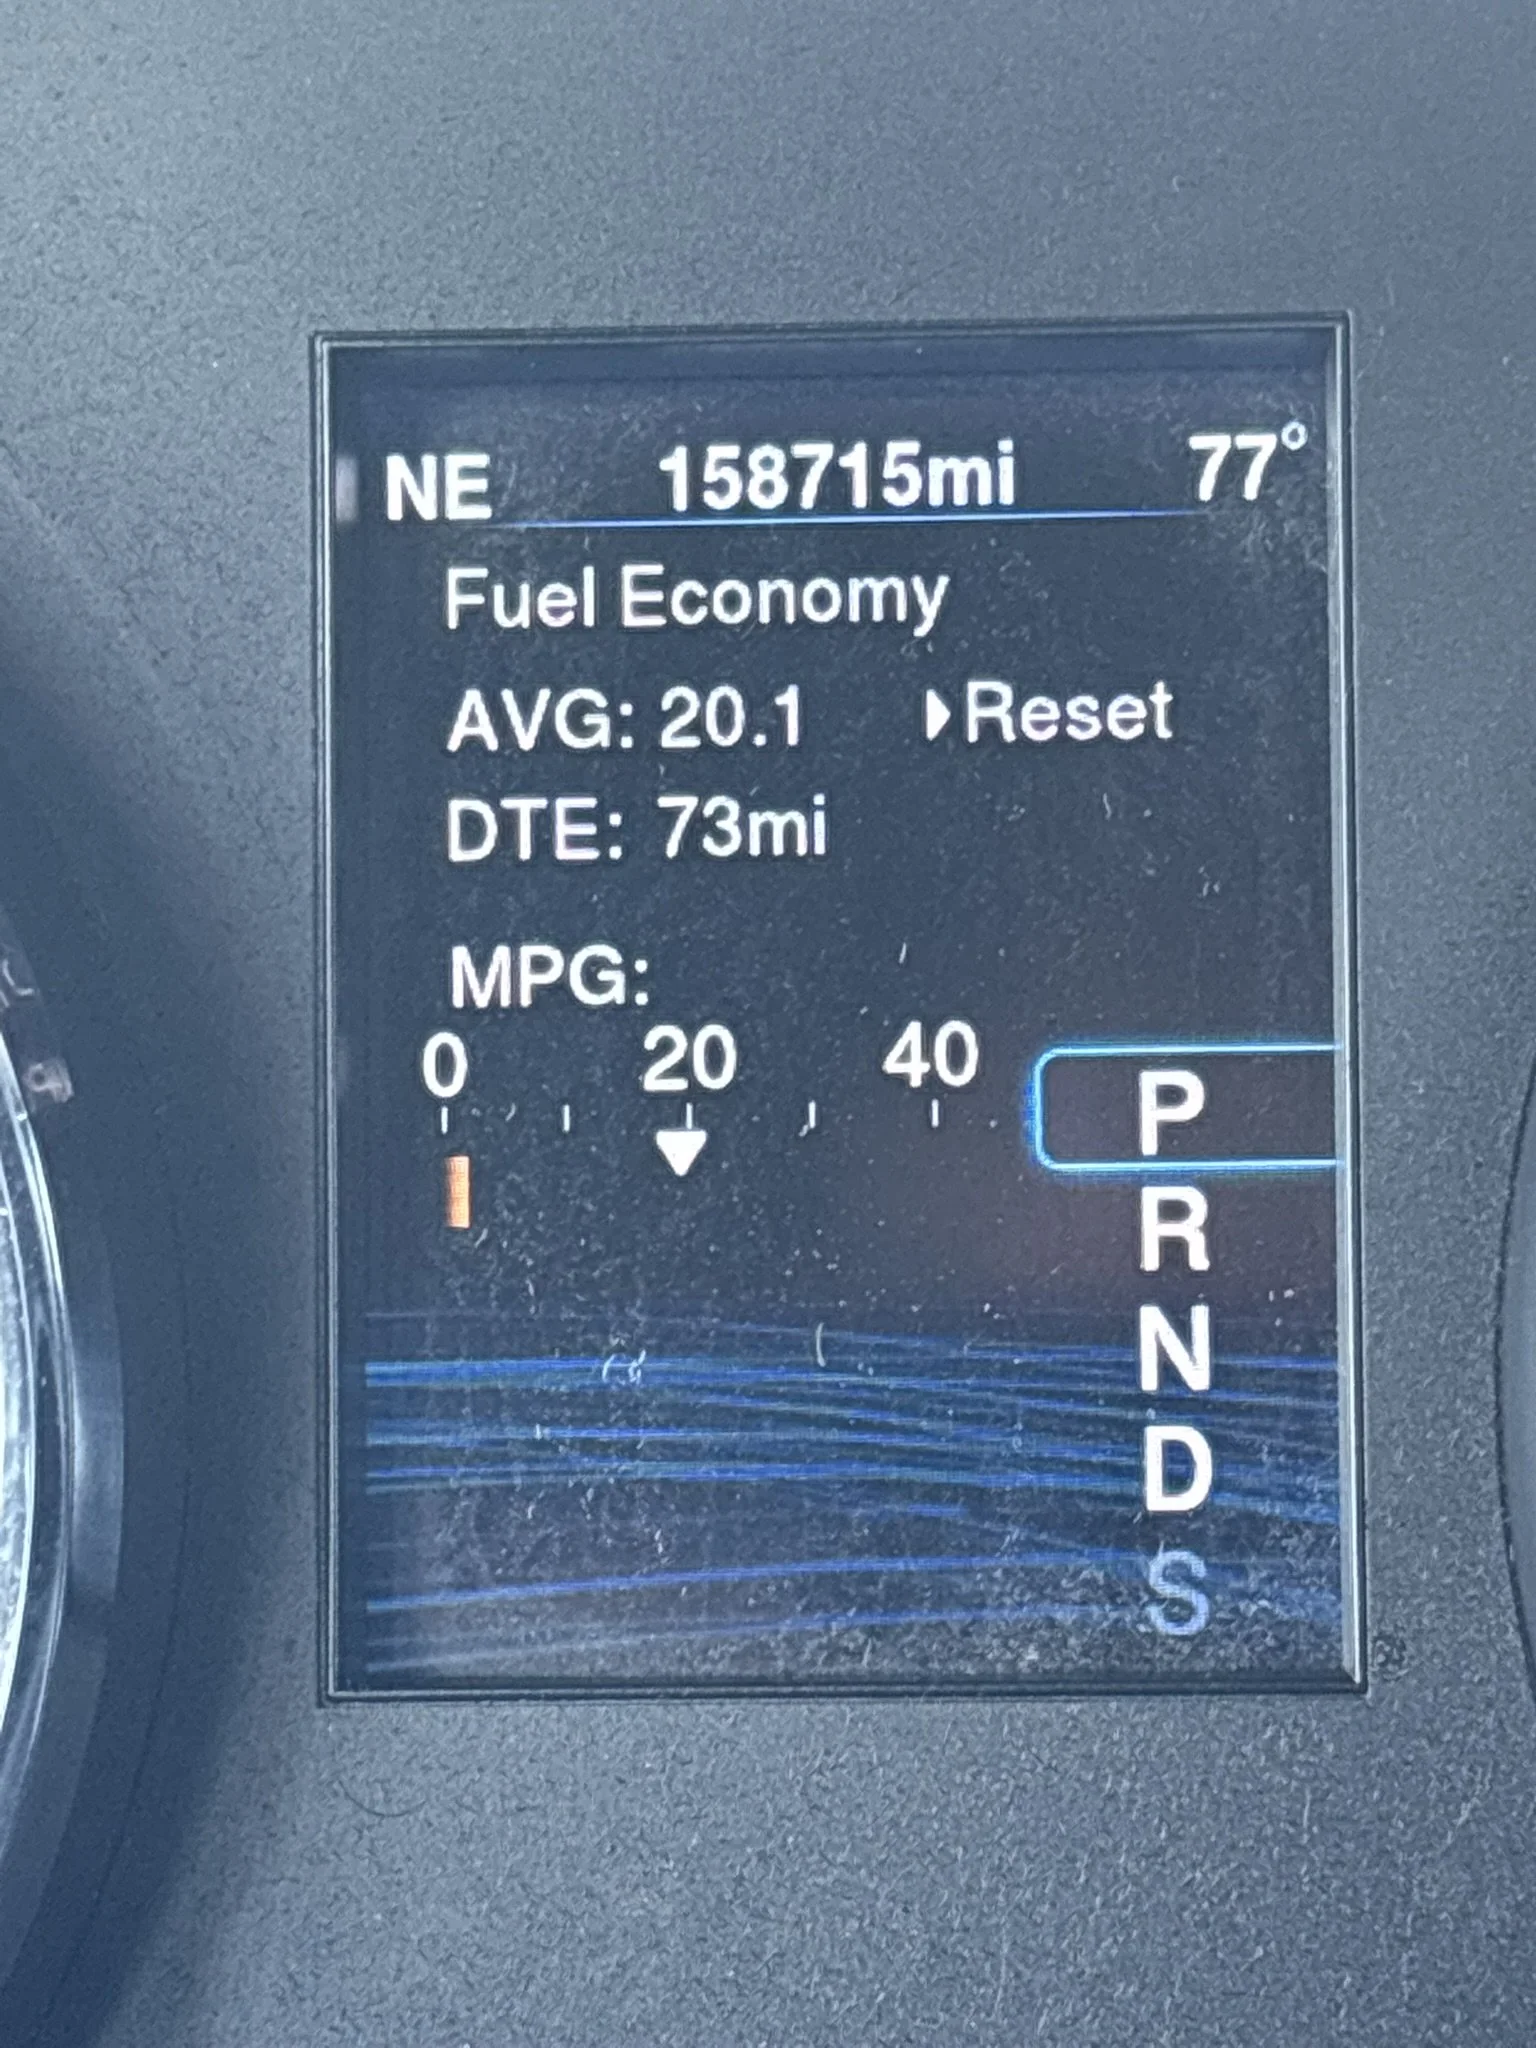 NE 158715mi 77°
Fuel Economy
AVG: 20.1 Reset
DTE: 73mi
MPG:
0 20 40
P
R
N
D
S